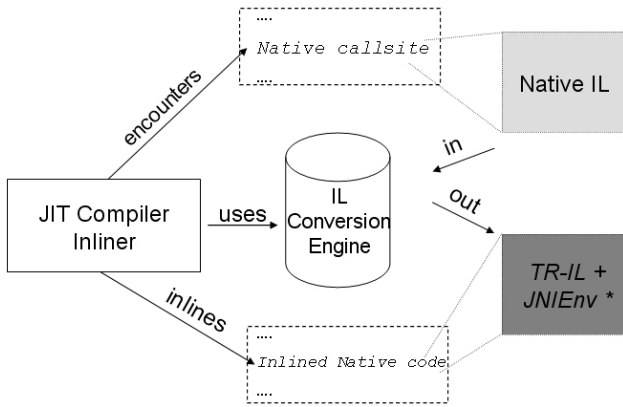 ....
Native callsite
....
encounters
Native IL
in
JIT Compiler
Inliner
uses
IL
Conversion
Engine
out
TR-IL +
JNIEnv *
inlines
....
Inlined Native code
....